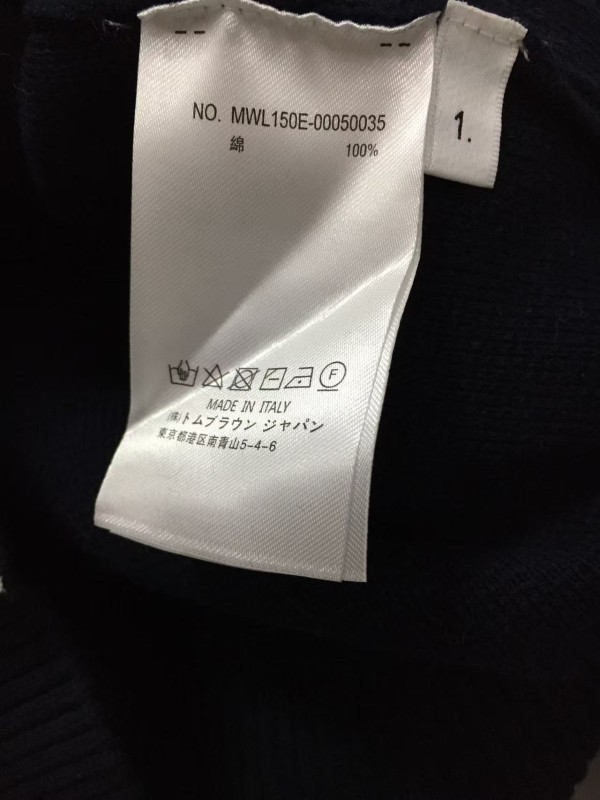 NO. MWL150E-00050035
綿 100%
1.
F
MADE IN ITALY
(株)トムブラウン ジャパン
東京都港区南青山5-4-6